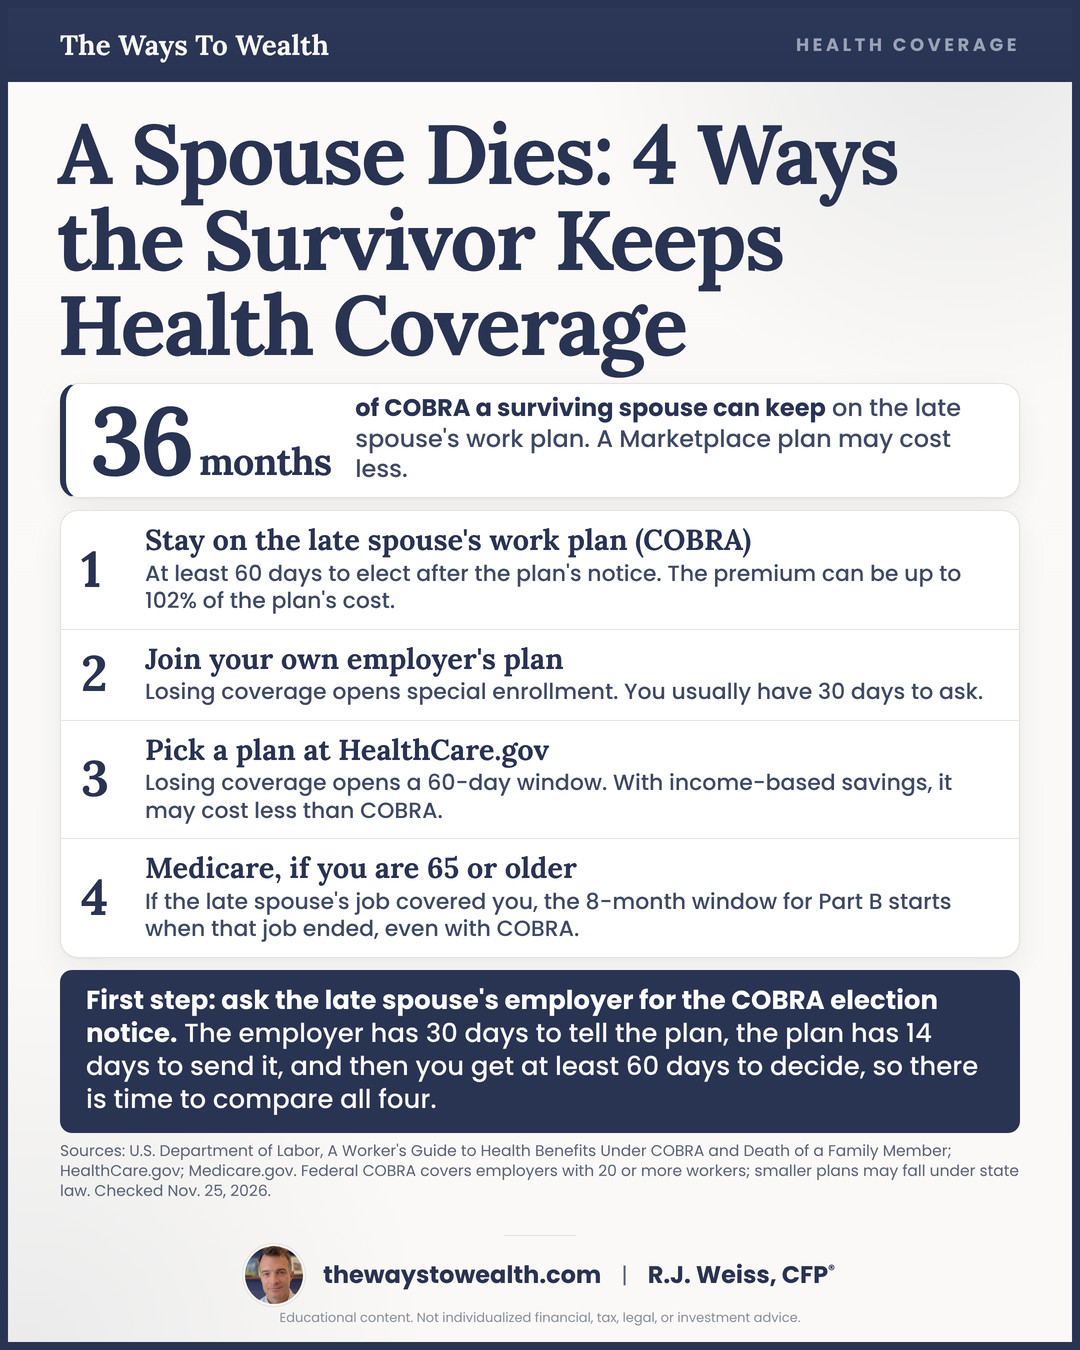 The Ways To Wealth
HEALTH COVERAGE
A Spouse Dies: 4 Ways
the Survivor Keeps
Health Coverage
36 months
of COBRA a surviving spouse can keep on the late
spouse's work plan. A Marketplace plan may cost
less.
1
Stay on the late spouse's work plan (COBRA)
At least 60 days to elect after the plan's notice. The premium can be up to
102% of the plan's cost.
2
Join your own employer's plan
Losing coverage opens special enrollment. You usually have 30 days to ask.
3
Pick a plan at HealthCare.gov
Losing coverage opens a 60-day window. With income-based savings, it
may cost less than COBRA.
4
Medicare, if you are 65 or older
If the late spouse's job covered you, the 8-month window for Part B starts
when that job ended, even with COBRA.
First step: ask the late spouse's employer for the COBRA election
notice. The employer has 30 days to tell the plan, the plan has 14
days to send it, and then you get at least 60 days to decide, so there
is time to compare all four.
Sources: U.S. Department of Labor, A Worker's Guide to Health Benefits Under COBRA and Death of a Family Member;
HealthCare.gov; Medicare.gov. Federal COBRA covers employers with 20 or more workers; smaller plans may fall under state
law. Checked Nov. 25, 2026.
thewaystowealth.com | R.J. Weiss, CFP®
Educational content. Not individualized financial, tax, legal, or investment advice.